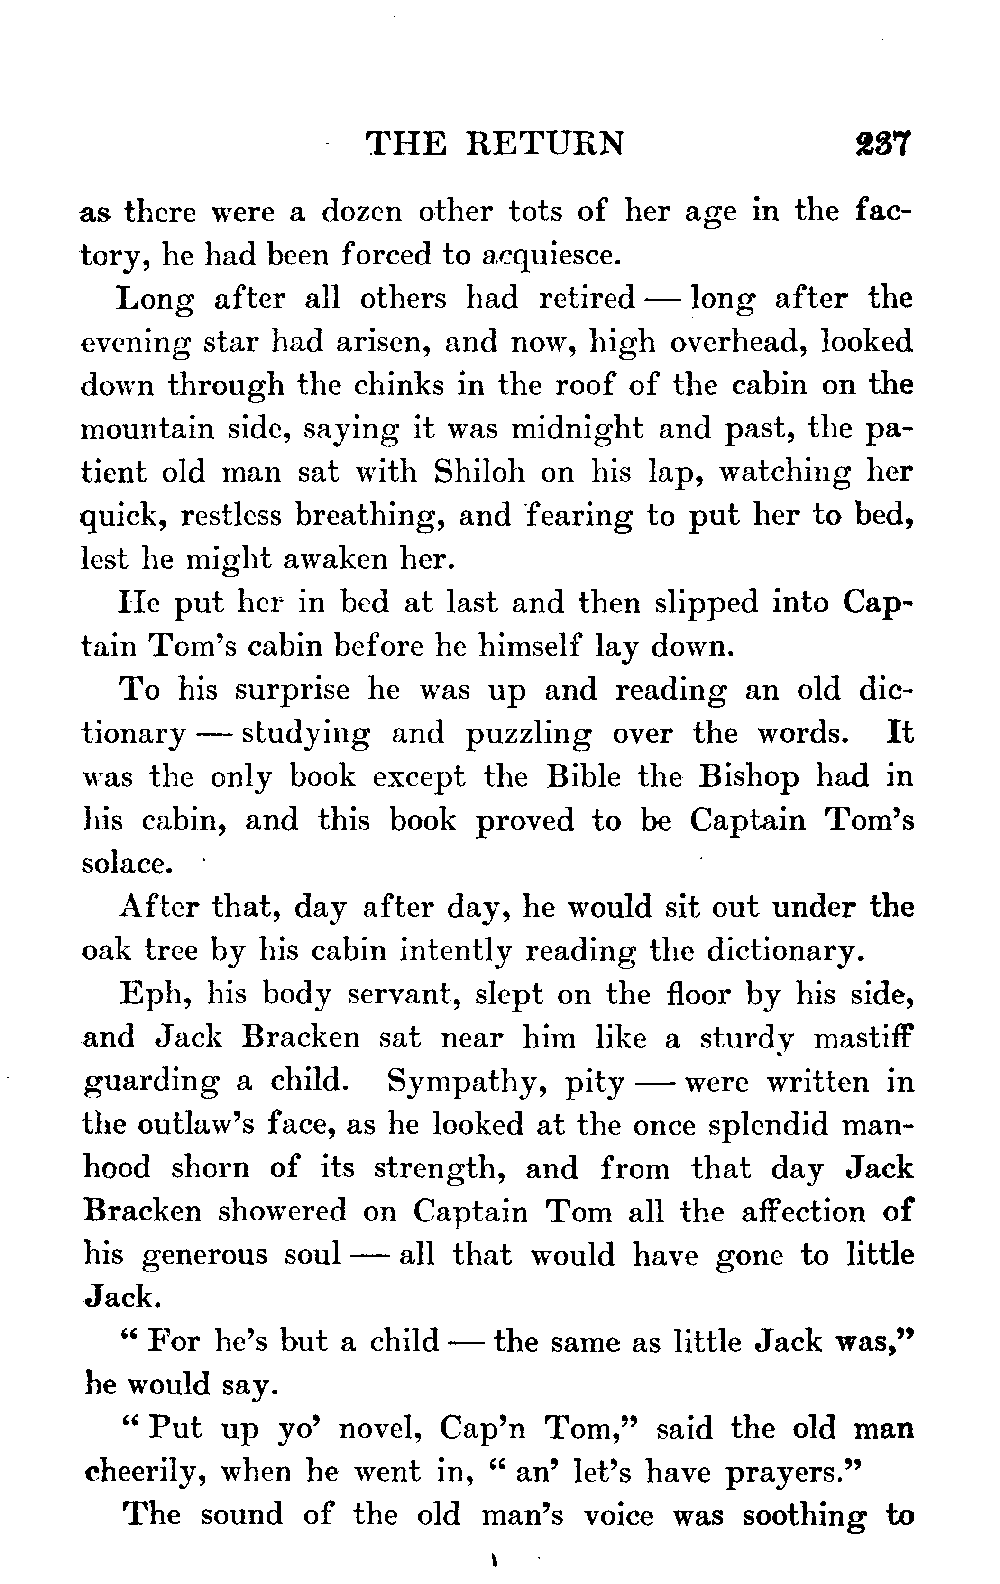 THE RETURN 237
as there were a dozen other tots of her age in the fac-
tory, he had been forced to acquiesce.
Long after all others had retired — long after the
evening star had arisen, and now, high overhead, looked
down through the chinks in the roof of the cabin on the
mountain side, saying it was midnight and past, the pa-
tient old man sat with Shiloh on his lap, watching her
quick, restless breathing, and fearing to put her to bed,
lest he might awaken her.
He put her in bed at last and then slipped into Cap-
tain Tom's cabin before he himself lay down.
To his surprise he was up and reading an old dic-
tionary — studying and puzzling over the words. It
was the only book except the Bible the Bishop had in
his cabin, and this book proved to be Captain Tom's
solace.
After that, day after day, he would sit out under the
oak tree by his cabin intently reading the dictionary.
Eph, his body servant, slept on the floor by his side,
and Jack Bracken sat near him like a sturdy mastiff
guarding a child. Sympathy, pity — were written in
the outlaw's face, as he looked at the once splendid man-
hood shorn of its strength, and from that day Jack
Bracken showered on Captain Tom all the affection of
his generous soul — all that would have gone to little
Jack.
" For he's but a child — the same as little Jack was,"
he would say.
" Put up yo' novel, Cap'n Tom," said the old man
cheerily, when he went in, " an' let's have prayers."
The sound of the old man's voice was soothing to